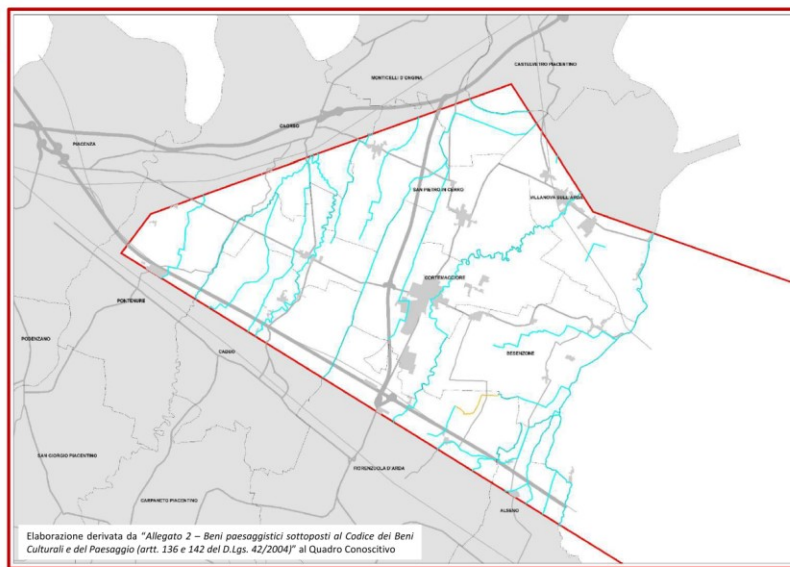 CASTELVETRO PIACENTINO
MONTICELLI D'ONGINA
CAORSO
PIACENZA
SAN PIETRO IN CERRO
VILLANOVA SULL'ARDA
CORTEMAGGIORE
PONTENURE
PODENZANO
CADEO
BESENZONE
SAN GIORGIO PIACENTINO
FIORENZUOLA D'ARDA
CARPANETO PIACENTINO
ALSENO
Elaborazione derivata da "Allegato 2 – Beni paesaggistici sottoposti al Codice dei Beni
Culturali e del Paesaggio (artt. 136 e 142 del D.Lgs. 42/2004)" al Quadro Conoscitivo